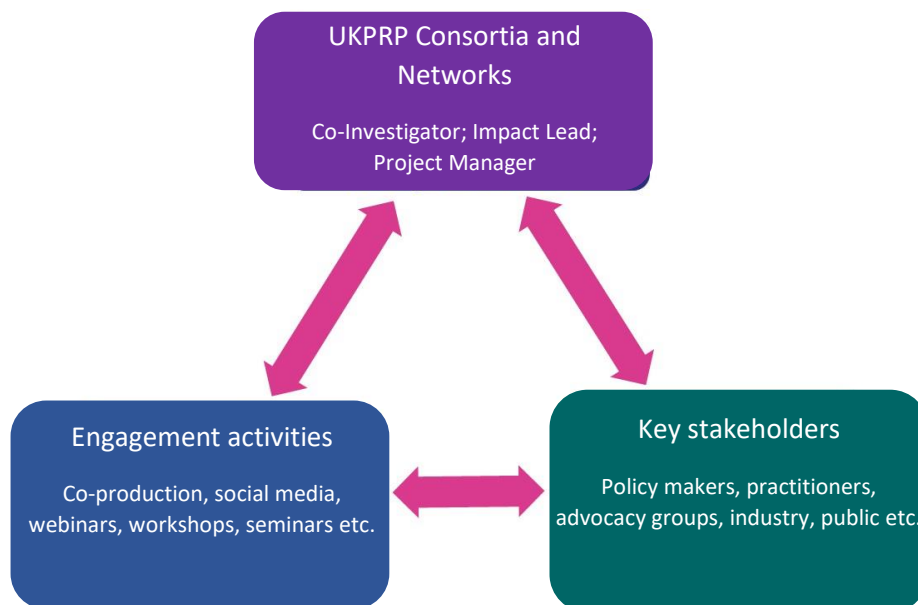 UKPRP Consortia and
Networks
Co-Investigator; Impact Lead;
Project Manager
Engagement activities
Co-production, social media,
webinars, workshops, seminars etc.
Key stakeholders
Policy makers, practitioners,
advocacy groups, industry, public etc.